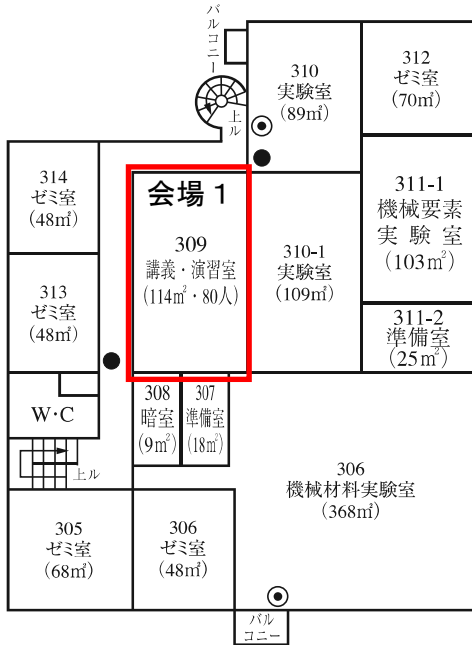 バルコニー
上ル
310
実験室
(89㎡)
312
ゼミ室
(70㎡)
314
ゼミ室
(48㎡)
会場1
309
講義・演習室
(114㎡・80人)
310-1
実験室
(109㎡)
311-1
機械要素
実験室
(103㎡)
313
ゼミ室
(48㎡)
311-2
準備室
(25㎡)
W・C
308
暗室
(9㎡)
307
準備室
(18㎡)
上ル
306
機械材料実験室
(368㎡)
305
ゼミ室
(68㎡)
306
ゼミ室
(48㎡)
バル
コニー